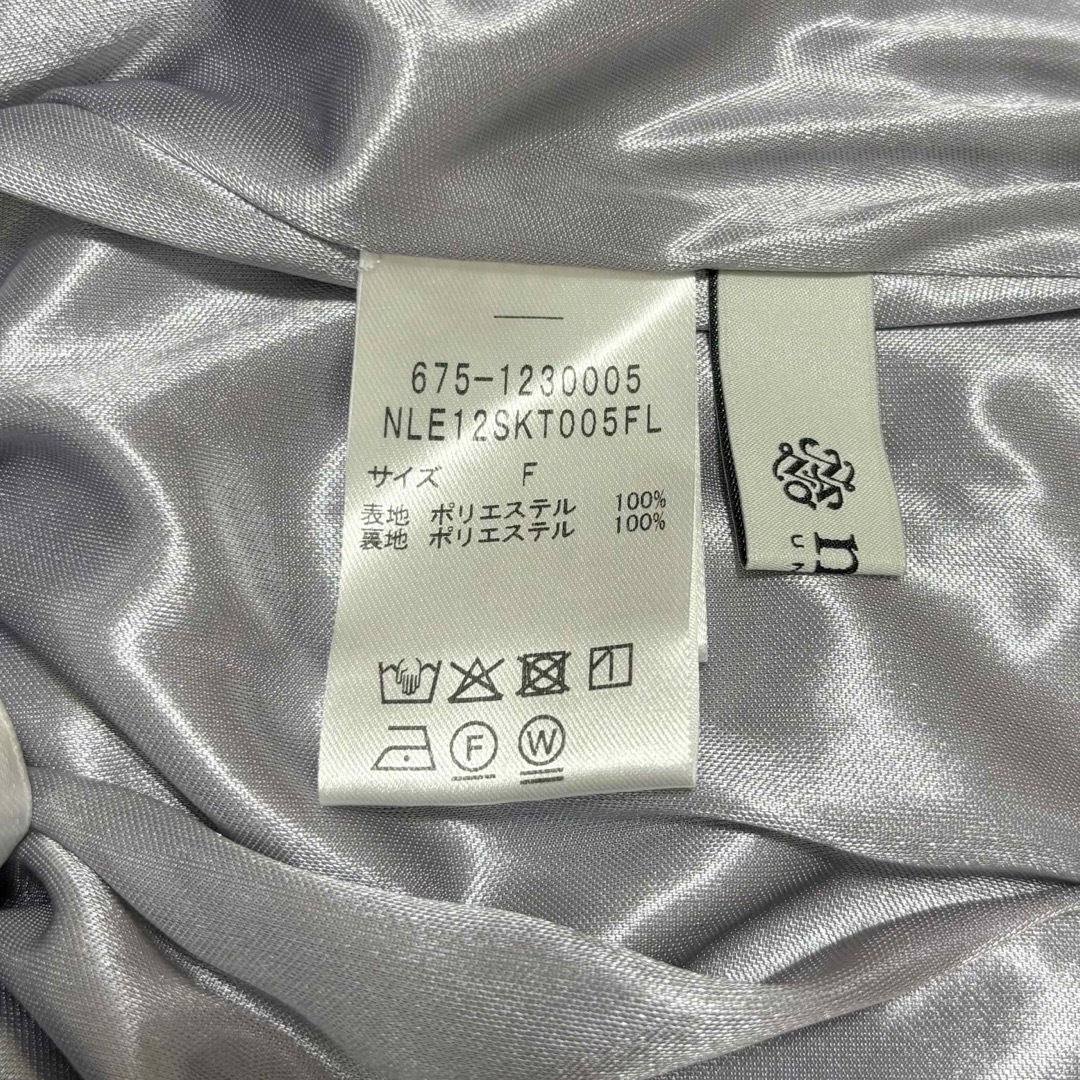 675-1230005
NLE12SKT005FL
サイズ F
表地 ポリエステル 100%
裏地 ポリエステル 100%
F
W
n